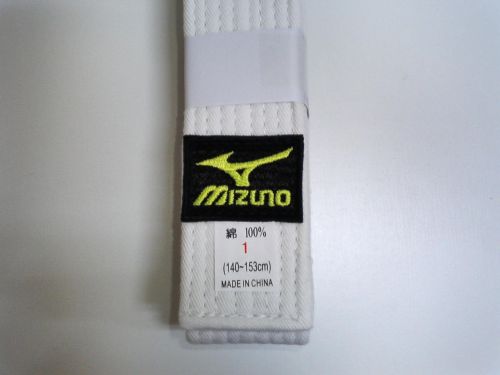 MIZUNO
綿 100%
1
(140~153cm)
MADE IN CHINA